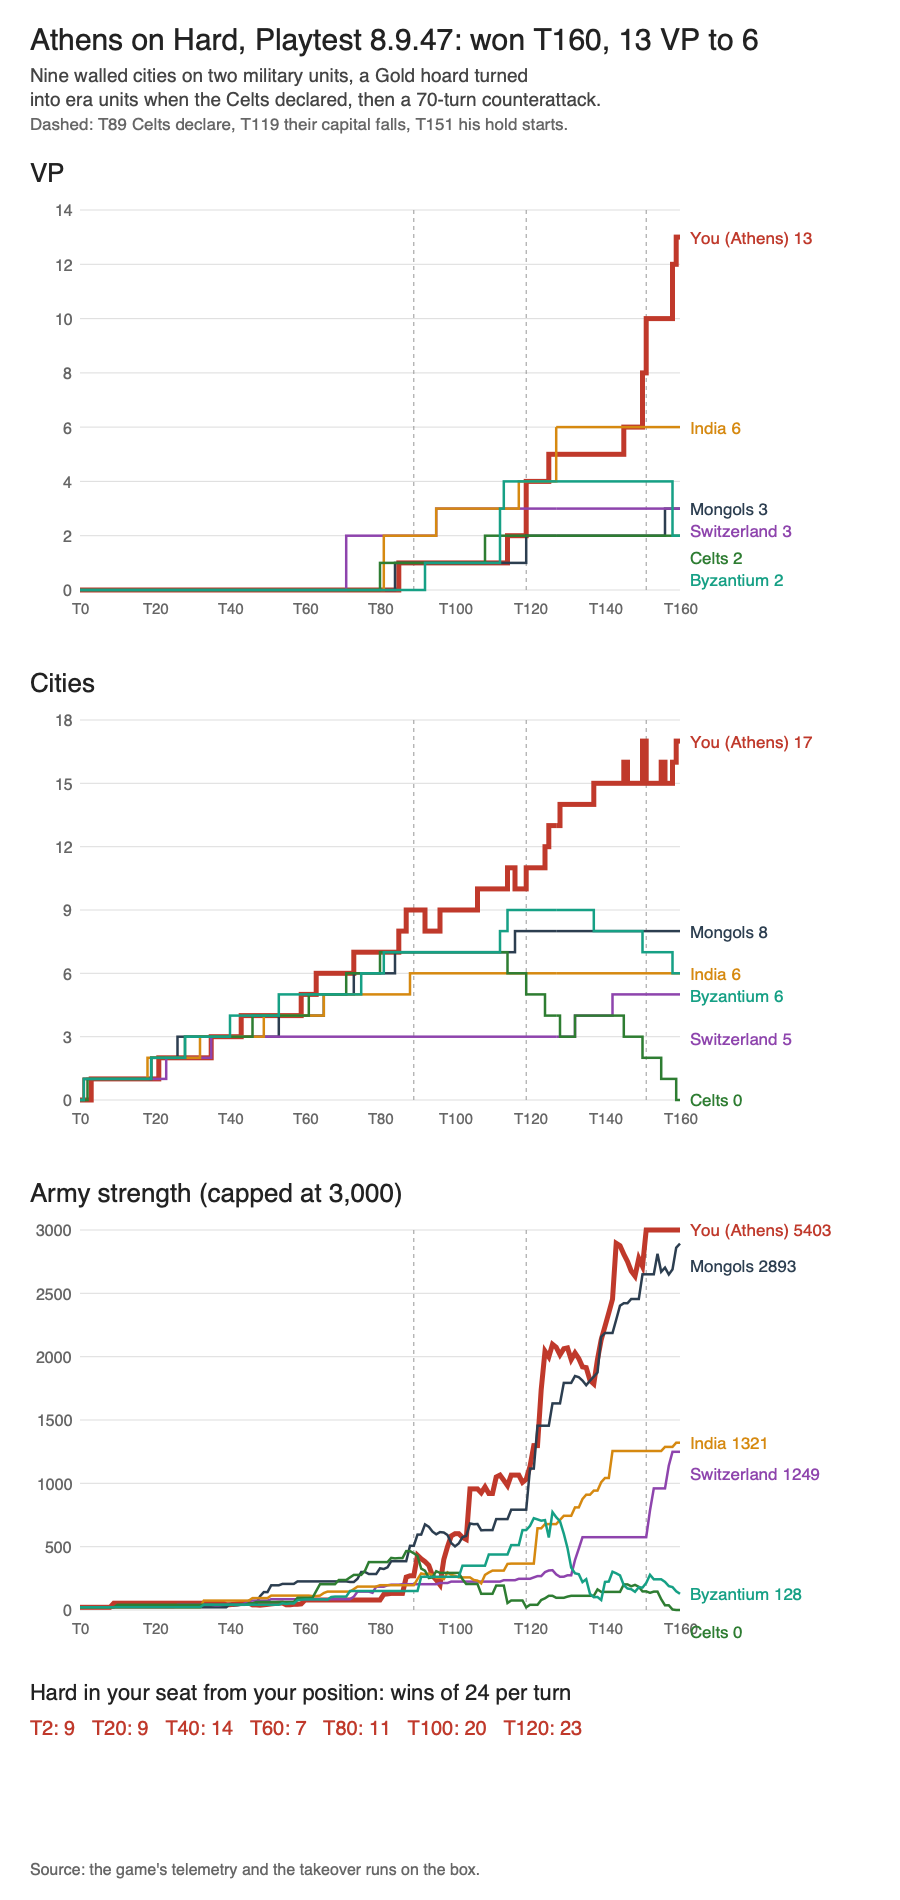 Athens on Hard, Playtest 8.9.47: won T160, 13 VP to 6
Nine walled cities on two military units, a Gold hoard turned
into era units when the Celts declared, then a 70-turn counterattack.
Dashed: T89 Celts declare, T119 their capital falls, T151 his hold starts.
VP
14
12
10
8
6
4
2
0
T0 T20 T40 T60 T80 T100 T120 T140 T160
You (Athens) 13
India 6
Mongols 3
Switzerland 3
Celts 2
Byzantium 2
Cities
18
15
12
9
6
3
0
T0 T20 T40 T60 T80 T100 T120 T140 T160
You (Athens) 17
Mongols 8
India 6
Byzantium 6
Switzerland 5
Celts 0
Army strength (capped at 3,000)
3000
2500
2000
1500
1000
500
0
T0 T20 T40 T60 T80 T100 T120 T140 T160
You (Athens) 5403
Mongols 2893
India 1321
Switzerland 1249
Byzantium 128
Celts 0
Hard in your seat from your position: wins of 24 per turn
T2: 9 T20: 9 T40: 14 T60: 7 T80: 11 T100: 20 T120: 23
Source: the game's telemetry and the takeover runs on the box.